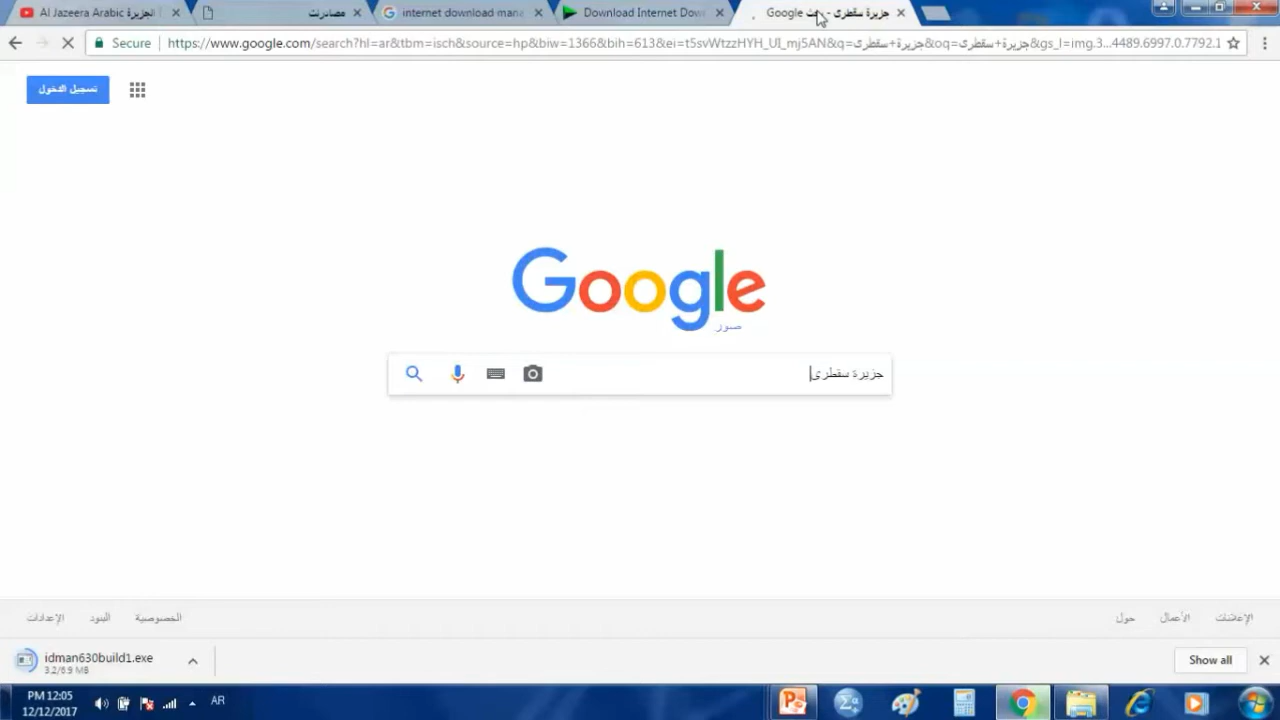 Al Jazeera Arabic الجزيرة
مصادرنت
internet download mana
Download Internet Dow
جزيرة سقطرى - Google
Secure
https://www.google.com/search?hl=ar&tbm=isch&source=hp&biw=1366&bih=613&ei=t5svWtzzHYH_UI_mj5AN&q=جزيرة+سقطرى&oq=جزيرة+سقطرى&gs_l=img.3...4489.6997.0.7792.1
تسجيل الدخول
Google
صور
جزيرة سقطرى
الإعلانات الأعمال حول
الخصوصية البنود الإعدادات
idman630build1.exe
3.2/6.9 MB
Show all
PM 12:05
12/12/2017
AR